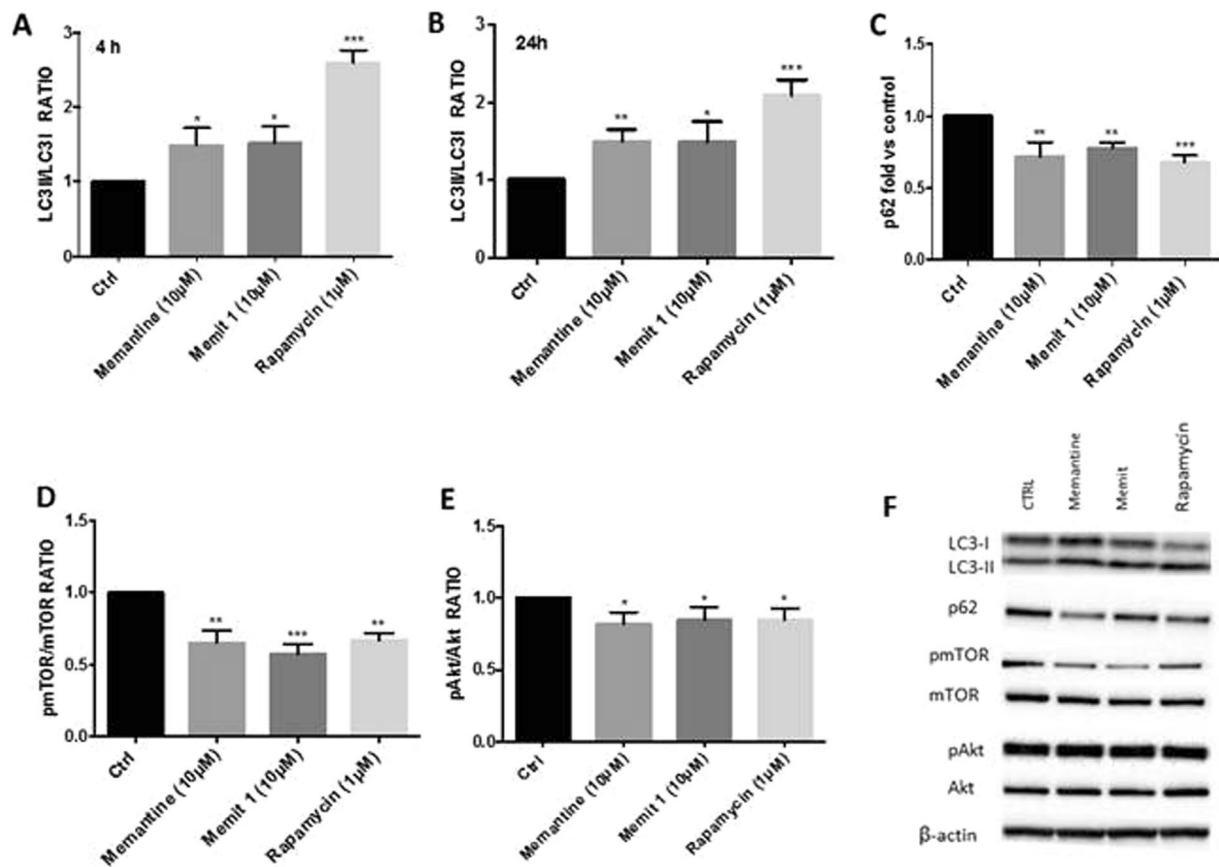 A
4 h
LC3II/LC3I RATIO
3
2
1
0
***
*
*
Ctrl
Memantine (10µM)
Memit 1 (10µM)
Rapamycin (1µM)
B
24h
LC3II/LC3I RATIO
3
2
1
0
**
*
***
Ctrl
Memantine (10µM)
Memit 1 (10µM)
Rapamycin (1µM)
C
p62 fold vs control
1.5
1.0
0.5
0.0
**
**
***
Ctrl
Memantine (10µM)
Memit 1 (10µM)
Rapamycin (1µM)
D
pmTOR/mTOR RATIO
1.5
1.0
0.5
0.0
**
***
**
Ctrl
Memantine (10µM)
Memit 1 (10µM)
Rapamycin (1µM)
E
pAkt/Akt RATIO
1.5
1.0
0.5
0.0
*
*
*
Ctrl
Memantine (10µM)
Memit 1 (10µM)
Rapamycin (1µM)
F
CTRL
Memantine
Memit
Rapamycin
LC3-I
LC3-II
p62
pmTOR
mTOR
pAkt
Akt
β-actin